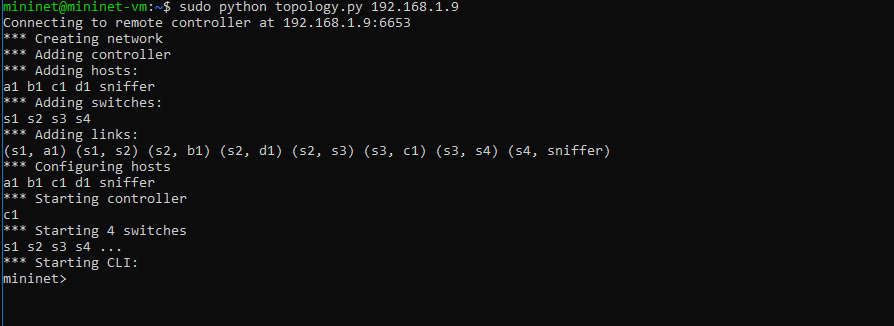 mininet@mininet-vm:~$ sudo python topology.py 192.168.1.9
Connecting to remote controller at 192.168.1.9:6653
*** Creating network
*** Adding controller
*** Adding hosts:
a1 b1 c1 d1 sniffer
*** Adding switches:
s1 s2 s3 s4
*** Adding links:
(s1, a1) (s1, s2) (s2, b1) (s2, d1) (s2, s3) (s3, c1) (s3, s4) (s4, sniffer)
*** Configuring hosts
a1 b1 c1 d1 sniffer
*** Starting controller
c1
*** Starting 4 switches
s1 s2 s3 s4 ...
*** Starting CLI:
mininet>